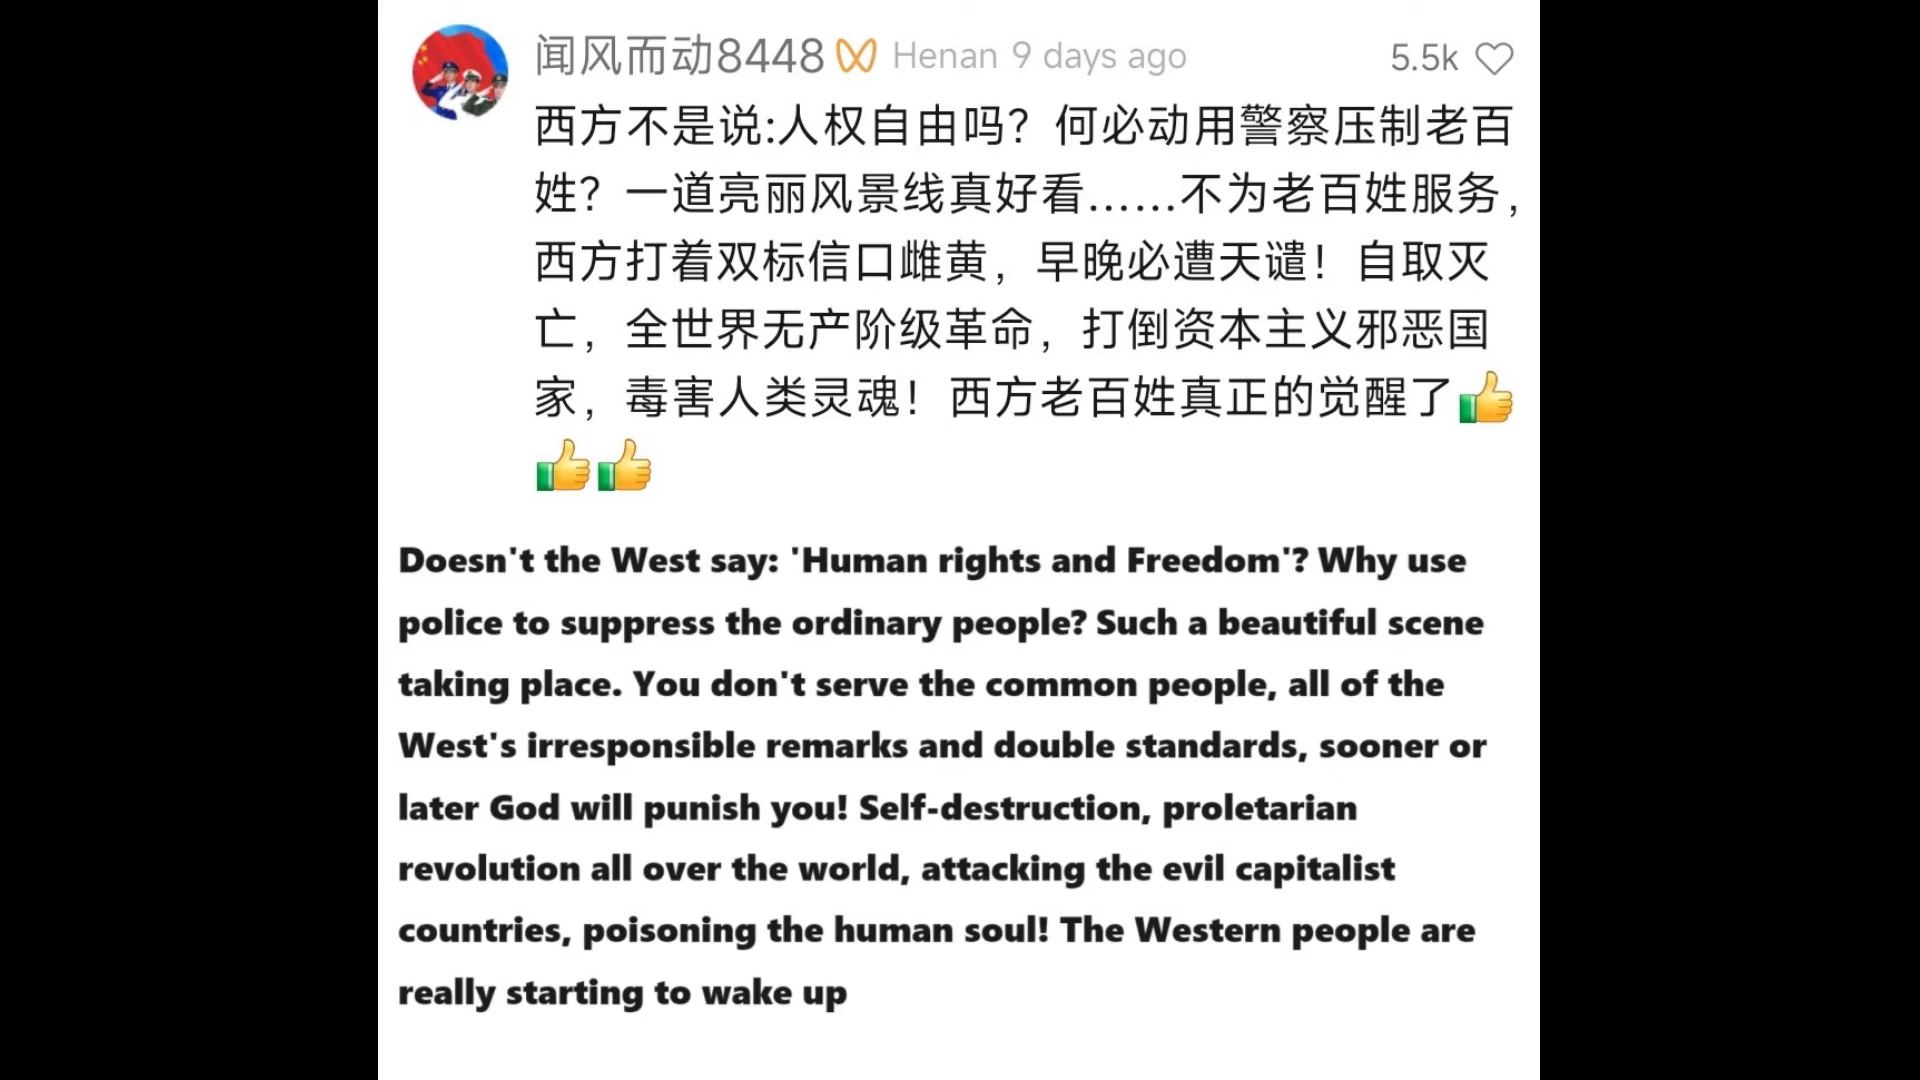 闻风而动8448 Henan 9 days ago 5.5k
西方不是说:人权自由吗？何必动用警察压制老百
姓？一道亮丽风景线真好看……不为老百姓服务，
西方打着双标信口雌黄，早晚必遭天谴！自取灭
亡，全世界无产阶级革命，打倒资本主义邪恶国
家，毒害人类灵魂！西方老百姓真正的觉醒了👍
👍👍
Doesn't the West say: 'Human rights and Freedom'? Why use
police to suppress the ordinary people? Such a beautiful scene
taking place. You don't serve the common people, all of the
West's irresponsible remarks and double standards, sooner or
later God will punish you! Self-destruction, proletarian
revolution all over the world, attacking the evil capitalist
countries, poisoning the human soul! The Western people are
really starting to wake up